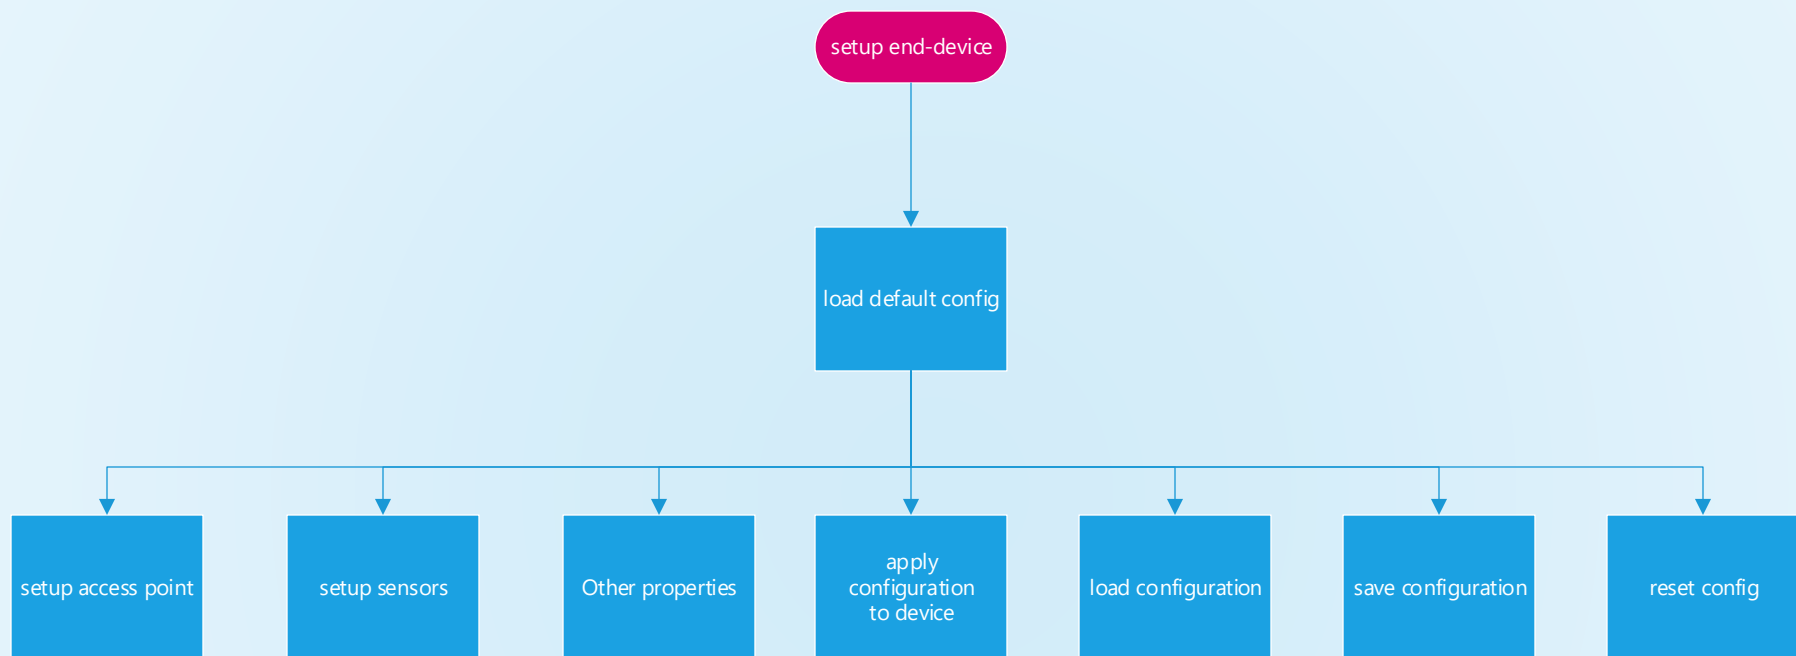 setup end-device
load default config
setup access point
setup sensors
Other properties
apply
configuration
to device
load configuration
save configuration
reset config